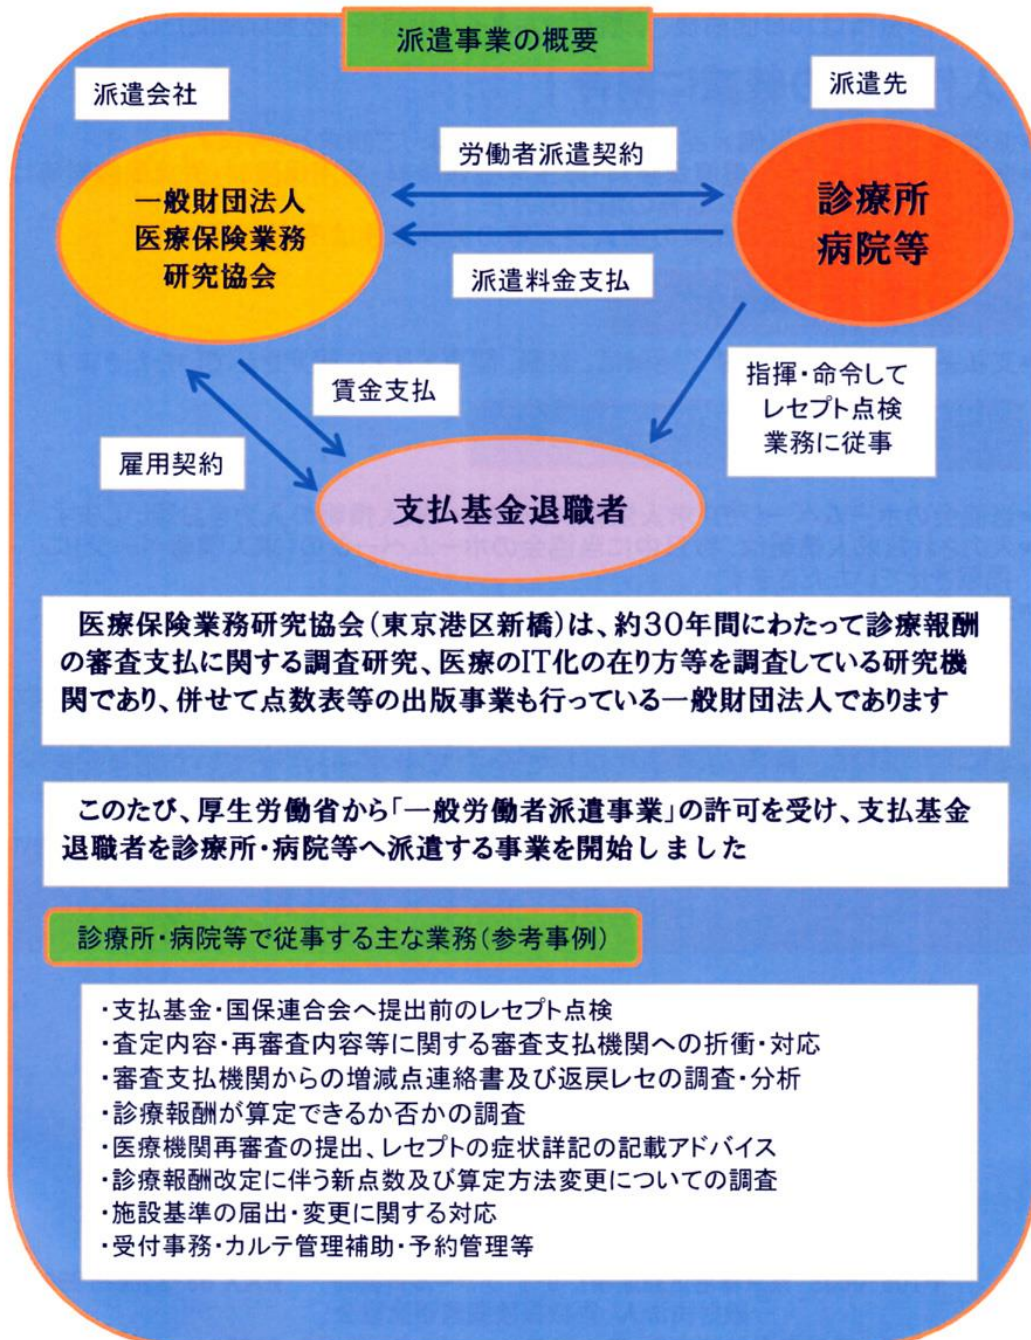 派遣事業の概要
派遣会社
派遣先
労働者派遣契約
一般財団法人
医療保険業務
研究協会
診療所
病院等
派遣料金支払
賃金支払
指揮・命令して
レセプト点検
業務に従事
雇用契約
支払基金退職者
医療保険業務研究協会(東京港区新橋)は、約30年間にわたって診療報酬
の審査支払に関する調査研究、医療のIT化の在り方等を調査している研究機
関であり、併せて点数表等の出版事業も行っている一般財団法人であります
このたび、厚生労働省から「一般労働者派遣事業」の許可を受け、支払基金
退職者を診療所・病院等へ派遣する事業を開始しました
診療所・病院等で従事する主な業務(参考事例)
・支払基金・国保連合会へ提出前のレセプト点検
・査定内容・再審査内容等に関する審査支払機関への折衝・対応
・審査支払機関からの増減点連絡書及び返戻レセの調査・分析
・診療報酬が算定できるか否かの調査
・医療機関再審査の提出、レセプトの症状詳記の記載アドバイス
・診療報酬改定に伴う新点数及び算定方法変更についての調査
・施設基準の届出・変更に関する対応
・受付事務・カルテ管理補助・予約管理等